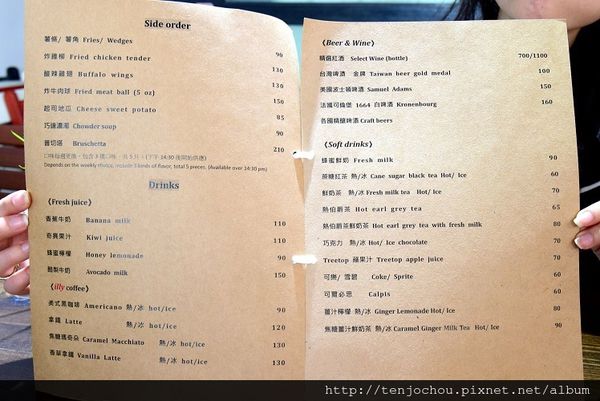 Side order
薯條/ 薯角 Fries/ Wedges 90
炸雞柳 Fried chicken tender 130
酸辣雞翅 Buffalo wings 130
炸牛肉球 Fried meat ball (5 oz) 150
起司地瓜 Cheese sweet potato 85
巧達濃湯 Chowder soup 90
普切塔 Bruschetta 210
Depends on the weekly choice, include 3 kinds of flavor, total 5 pieces. (Available over 14:30 pm)
Drinks
(Fresh juice)
香蕉牛奶 Banana milk 110
奇異果汁 Kiwi juice 110
蜂蜜檸檬 Honey lemonade 90
酪梨牛奶 Avocado milk 150
(illy coffee)
美式黑咖啡 Americano 熱/冰 hot/ice 100
拿鐵 Latte 熱/冰 hot/ice 120
焦糖瑪奇朵 Caramel Macchiato 熱/冰 hot/ice 130
香草拿鐵 Vanilla Latte 熱/冰 hot/ice 130
(Beer & Wine)
精選紅酒 Select Wine (bottle) 700/1100
台灣啤酒 金牌 Taiwan beer gold medal 100
美國波士頓啤酒 Samuel Adams 150
法國可倫堡 1664 白啤酒 Kronenbourg 160
各國精釀啤酒 Craft beers
(Soft drinks)
蜂蜜鮮奶 Fresh milk 90
蔗糖紅茶 熱/冰 Cane sugar black tea Hot/ Ice 60
鮮奶茶 熱/冰 Fresh milk tea Hot/ Ice 70
熱伯爵茶 Hot earl grey tea 65
熱伯爵茶鮮奶茶 Hot earl grey tea with fresh milk 80
巧克力 熱/冰 Hot/ Ice chocolate 70
Treetop 蘋果汁 Treetop apple juice 70
可樂/ 雪碧 Coke/ Sprite 60
可爾必思 Calpis 60
薑汁檸檬 熱/冰 Ginger Lemonade Hot/ Ice 80
焦糖薑汁鮮奶茶 熱/冰 Caramel Ginger Milk Tea Hot/ Ice 90
http://tenjochou.pixnet.net/album